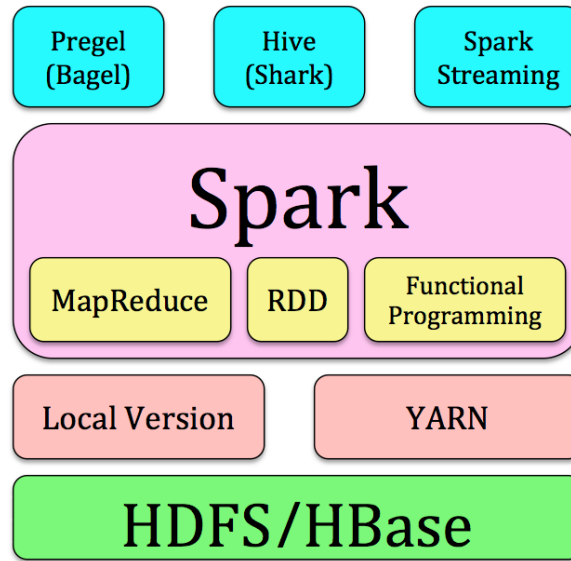 Pregel
(Bagel)
Hive
(Shark)
Spark
Streaming
Spark
MapReduce
RDD
Functional
Programming
Local Version
YARN
HDFS/HBase